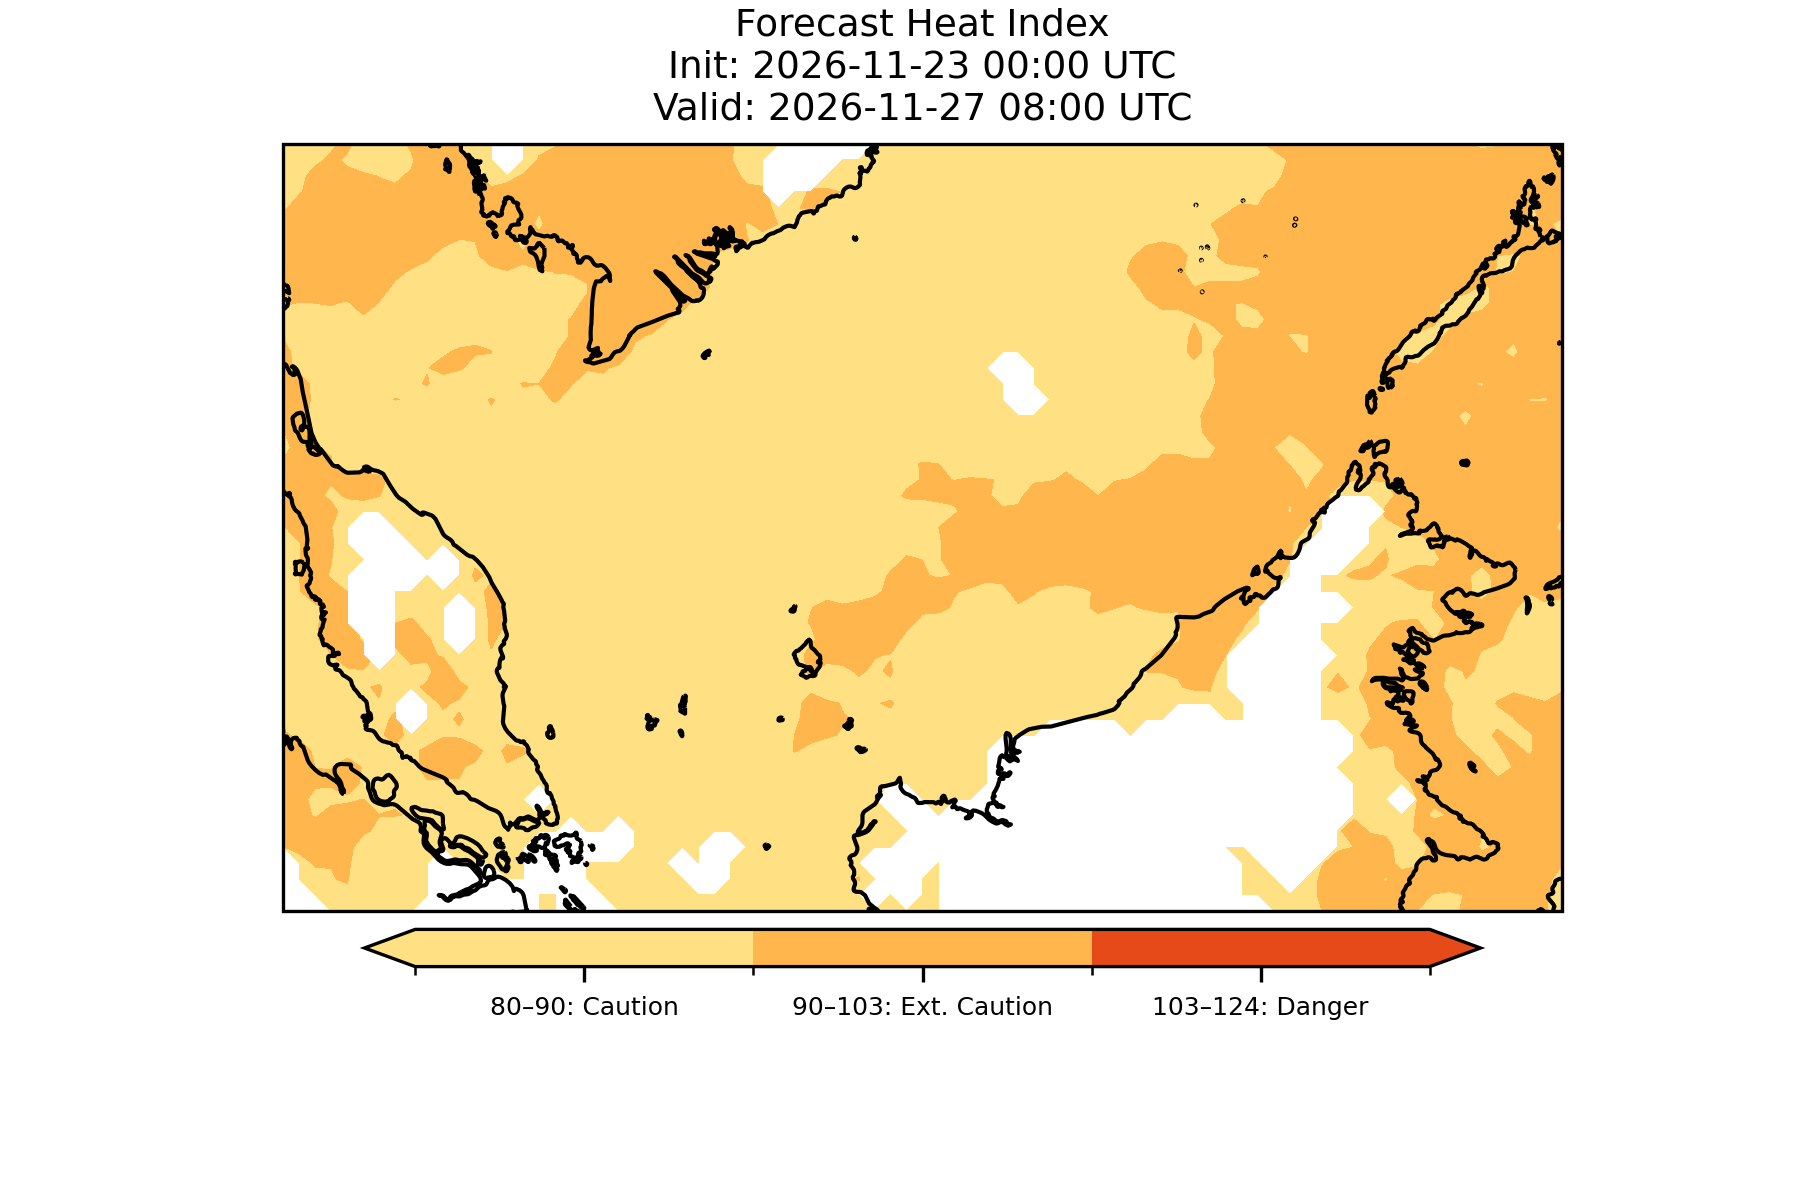 Forecast Heat Index
Init: 2026-11-23 00:00 UTC
Valid: 2026-11-27 08:00 UTC
80–90: Caution
90–103: Ext. Caution
103–124: Danger